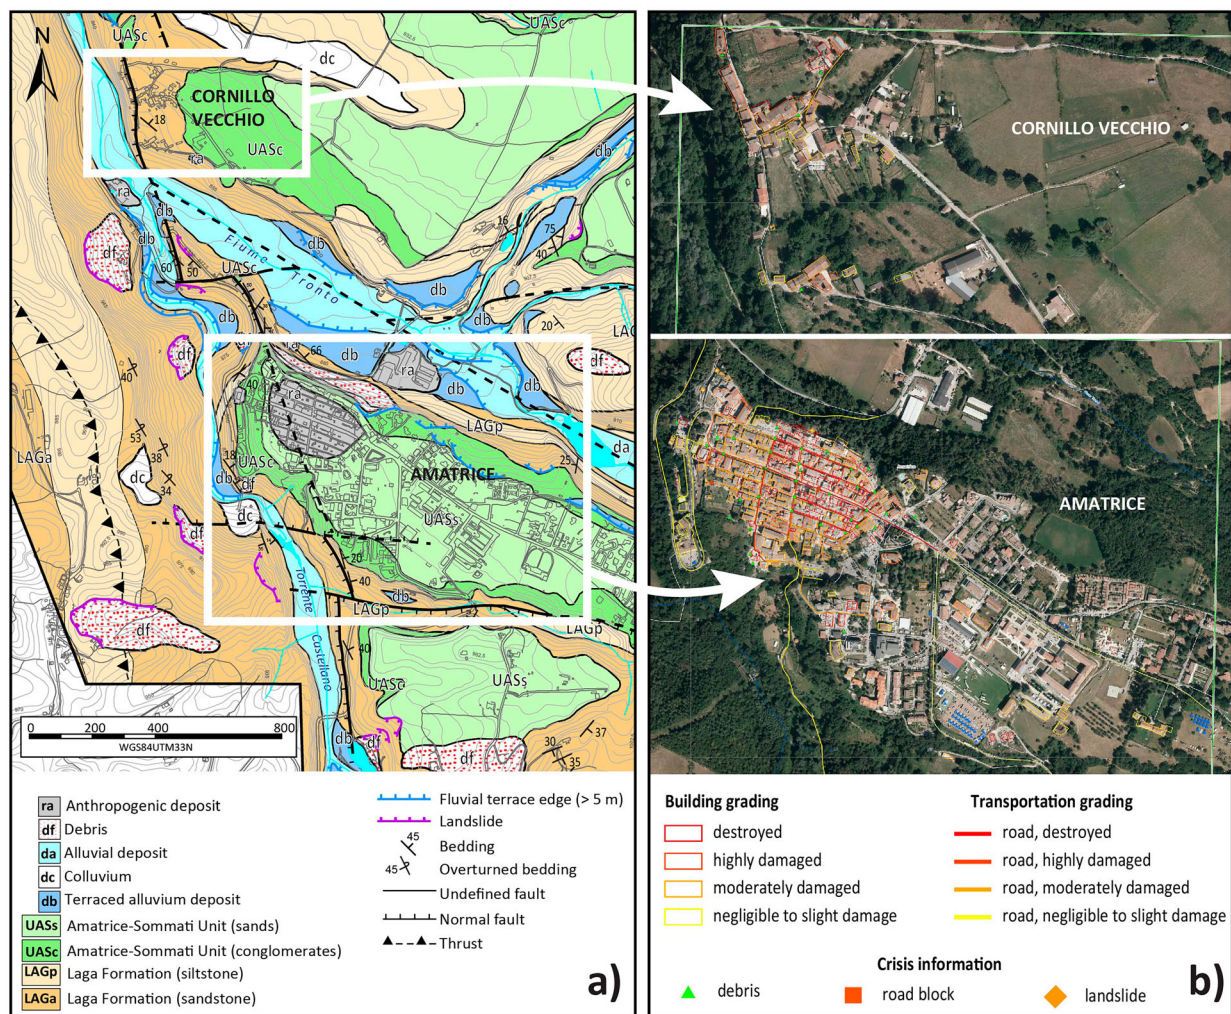 N
UASc
dc
UASc
932,5
CORNILLO
VECCHIO
18
UASc
ra
ra
db
db
df
db
60
50
UASc
Fiume Tronto
db
db
16
75
40
db
db
20
LAG
df
df
df
40
66
db
ra
db
db
ra
40
LAGp
da
25
53
38
34
LAGa
dc
18
UASc
db
df
dc
AMATRICE
UASs
df
20
40
db
LAGp
LAGp
Torrente
Castellano
40
df
UASc
932,5
UASs
db
df
df
30
37
35
0 200 400 800
WGS84UTM33N
ra Anthropogenic deposit
df Debris
da Alluvial deposit
dc Colluvium
db Terraced alluvium deposit
UASs Amatrice-Sommati Unit (sands)
UASc Amatrice-Sommati Unit (conglomerates)
LAGp Laga Formation (siltstone)
LAGa Laga Formation (sandstone)
Fluvial terrace edge (> 5 m)
Landslide
45 Bedding
45 Overturned bedding
Undefined fault
Normal fault
Thrust
a)
CORNILLO VECCHIO
AMATRICE
Building grading
destroyed
highly damaged
moderately damaged
negligible to slight damage
Transportation grading
road, destroyed
road, highly damaged
road, moderately damaged
road, negligible to slight damage
Crisis information
debris
road block
landslide
b)